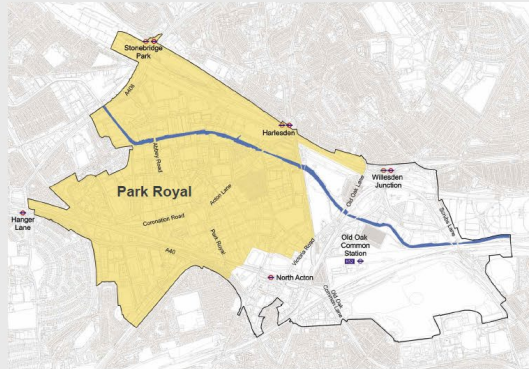 Stonebridge
Park
A406
Harlesden
Abbey Road
Willesden
Junction
Old Oak Lane
Park Royal
Acton Lane
Scrubs Lane
Hanger
Lane
Coronation Road
Park Royal
Victoria Road
Old Oak
Common
Station
HS2
A40
North Acton
Old Oak
Common Lane